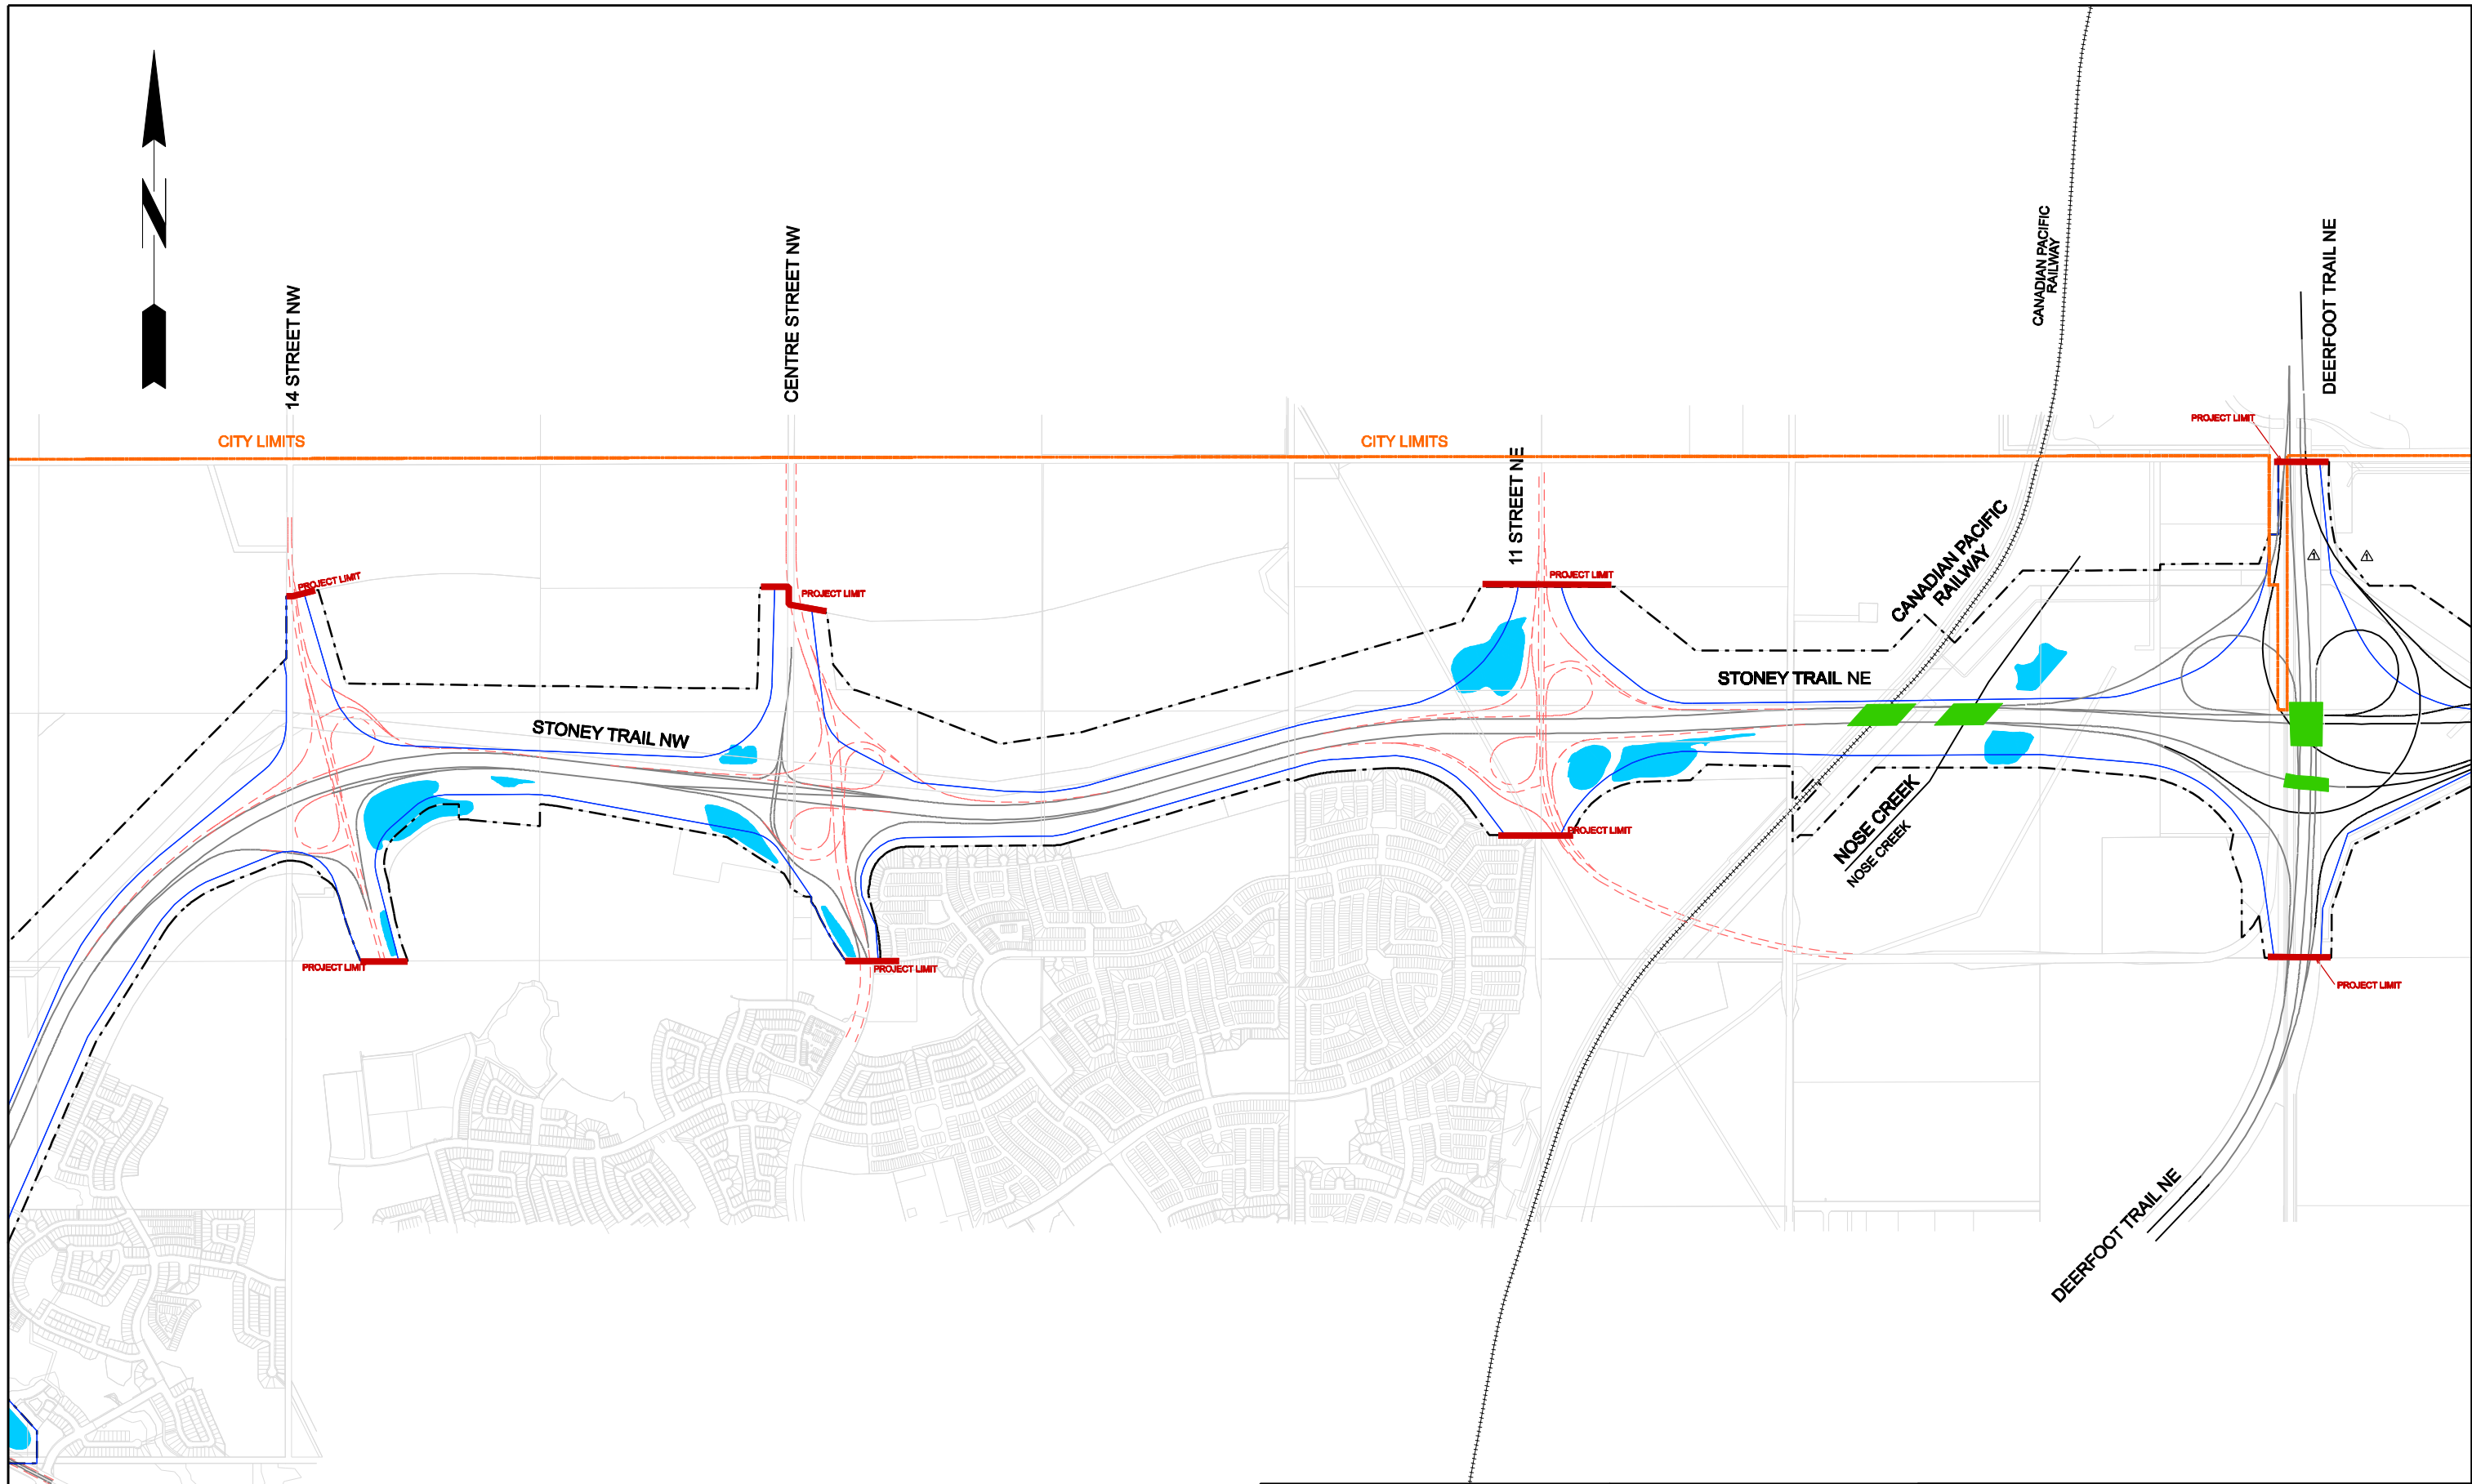 N
14 STREET NW
CENTRE STREET NW
CANADIAN PACIFIC
RAILWAY
DEERFOOT TRAIL NE
PROJECT LIMIT
CITY LIMITS
CITY LIMITS
11 STREET NE
CANADIAN PACIFIC
RAILWAY
1
1
PROJECT LIMIT
PROJECT LIMIT
PROJECT LIMIT
STONEY TRAIL NW
STONEY TRAIL NE
PROJECT LIMIT
NOSE CREEK
NOSE CREEK
PROJECT LIMIT
PROJECT LIMIT
PROJECT LIMIT
DEERFOOT TRAIL NE